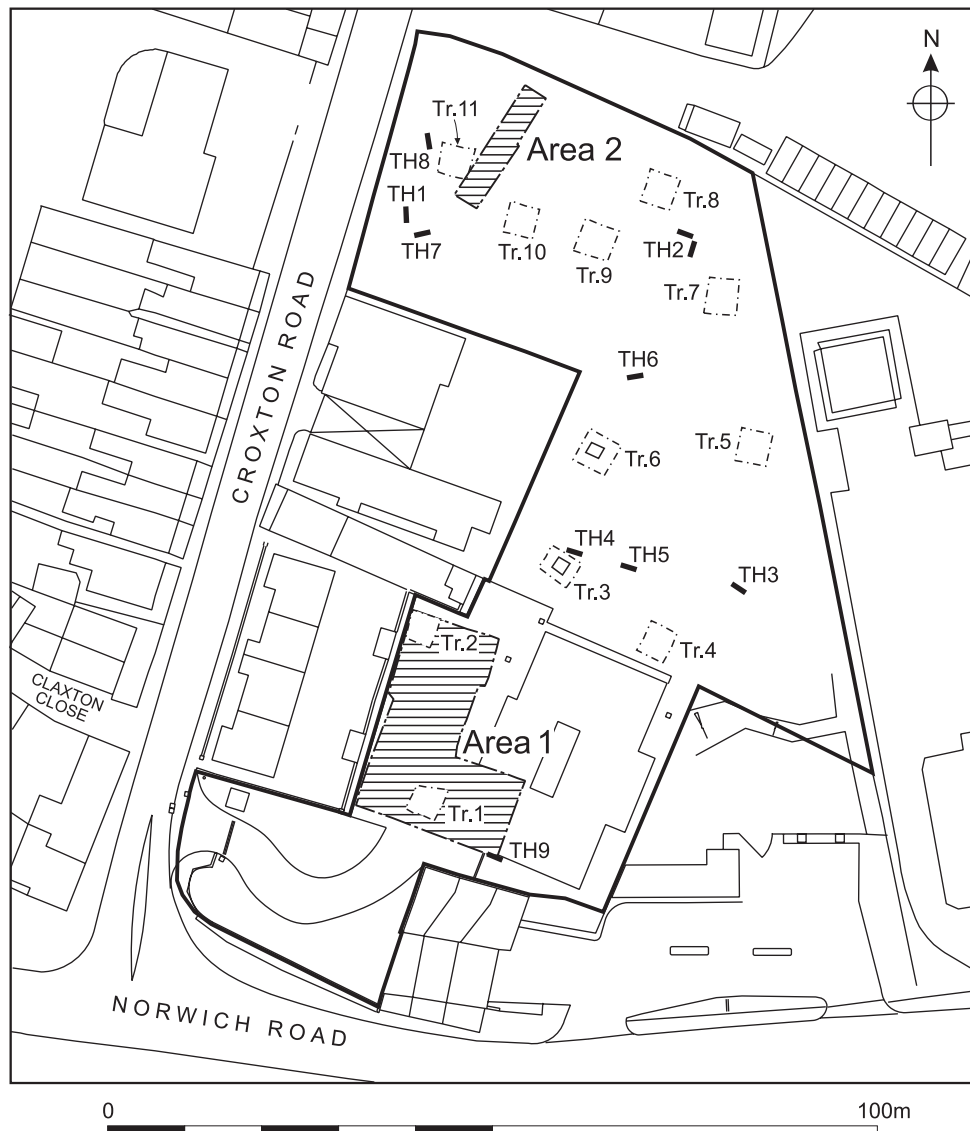 N
Tr.11
Area 2
TH8
Tr.8
TH1
TH7
Tr.10
TH2
Tr.9
Tr.7
CROXTON ROAD
TH6
Tr.6
Tr.5
TH4
TH5
TH3
Tr.3
Tr.2
Tr.4
CLAXTON
CLOSE
Area 1
Tr.1
TH9
NORWICH ROAD
0
100m